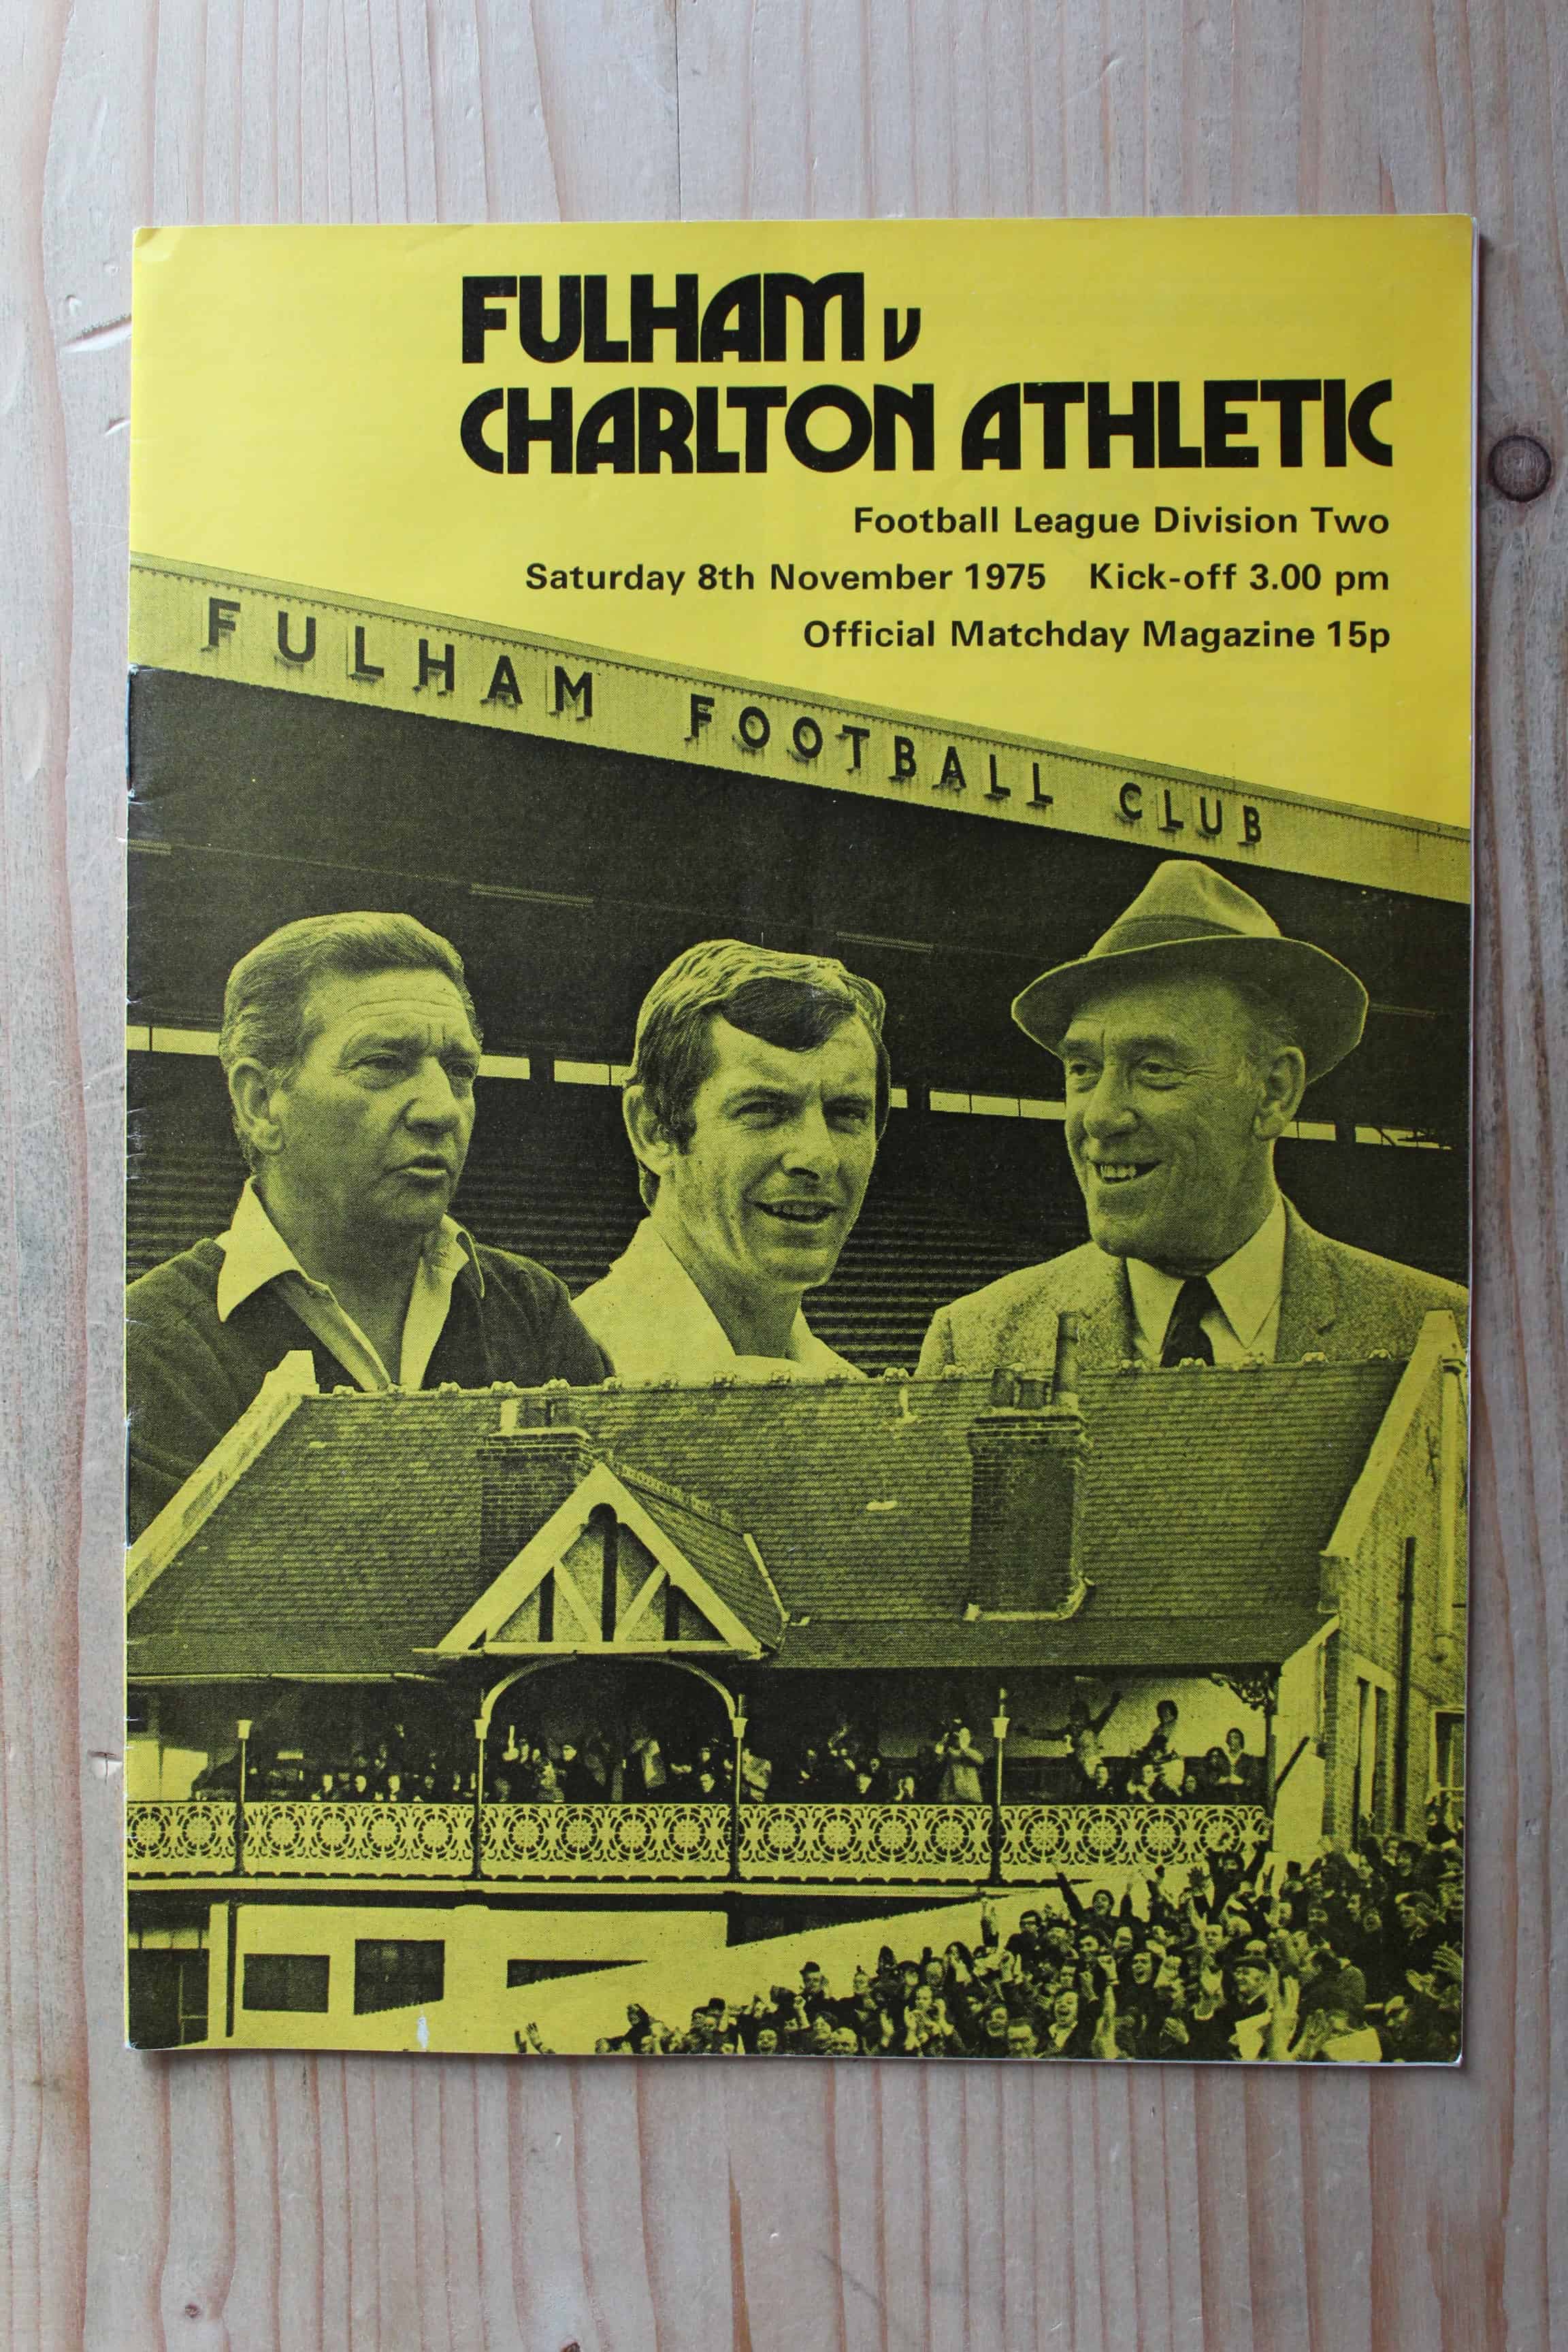 FULHAM v
CHARLTON ATHLETIC
Football League Division Two
Saturday 8th November 1975 Kick-off 3.00 pm
Official Matchday Magazine 15p
FULHAM FOOTBALL CLUB